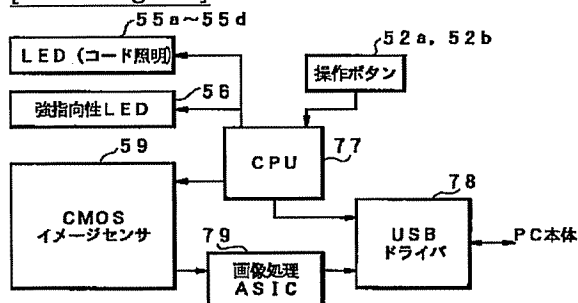 55a～55d
LED(コード照明)
52a, 52b
操作ボタン
56
強指向性LED
59
CPU
77
CMOS
イメージセンサ
78
USB
ドライバ
PC本体
79
画像処理
ASIC